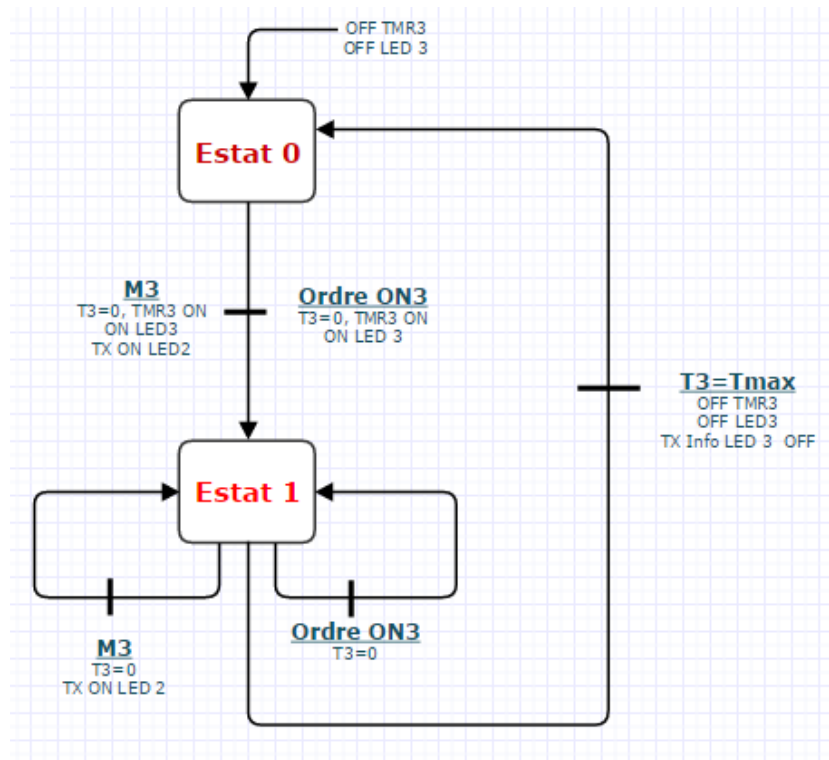 OFF TMR3
OFF LED 3
Estat 0
M3
T3=0, TMR3 ON
ON LED3
TX ON LED2
Ordre ON3
T3=0, TMR3 ON
ON LED 3
T3=Tmax
OFF TMR3
OFF LED3
TX Info LED 3 OFF
Estat 1
M3
T3=0
TX ON LED 2
Ordre ON3
T3=0